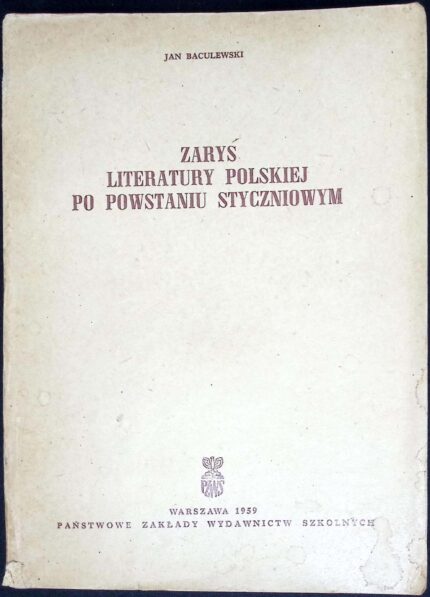 JAN BACULEWSKI
ZARYS
LITERATURY POLSKIEJ
PO POWSTANIU STYCZNIOWYM
PZWS
WARSZAWA 1959
PAŃSTWOWE ZAKŁADY WYDAWNICTW SZKOLNYCH